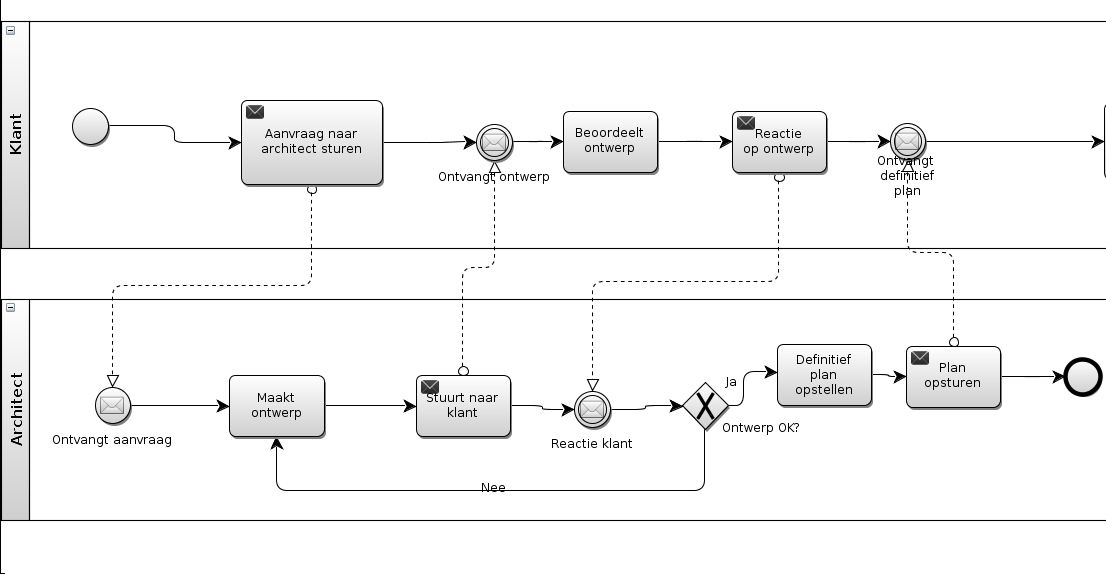 Klant
Aanvraag naar
architect sturen
Ontvangt ontwerp
Beoordeelt
ontwerp
Reactie
op ontwerp
Ontvangt
definitief
plan
Architect
Ontvangt aanvraag
Maakt
ontwerp
Stuurt naar
klant
Reactie klant
Ontwerp OK?
Ja
Nee
Definitief
plan
opstellen
Plan
opsturen